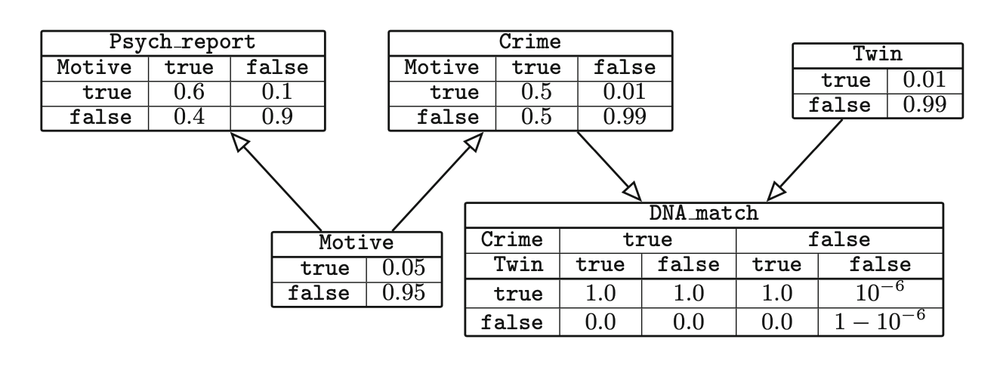 Psych_report
Motive true false
true 0.6 0.1
false 0.4 0.9
Crime
Motive true false
true 0.5 0.01
false 0.5 0.99
Twin
true 0.01
false 0.99
Motive
true 0.05
false 0.95
DNA_match
Crime true false
Twin true false true false
true 1.0 1.0 1.0 10⁻⁶
false 0.0 0.0 0.0 1 − 10⁻⁶